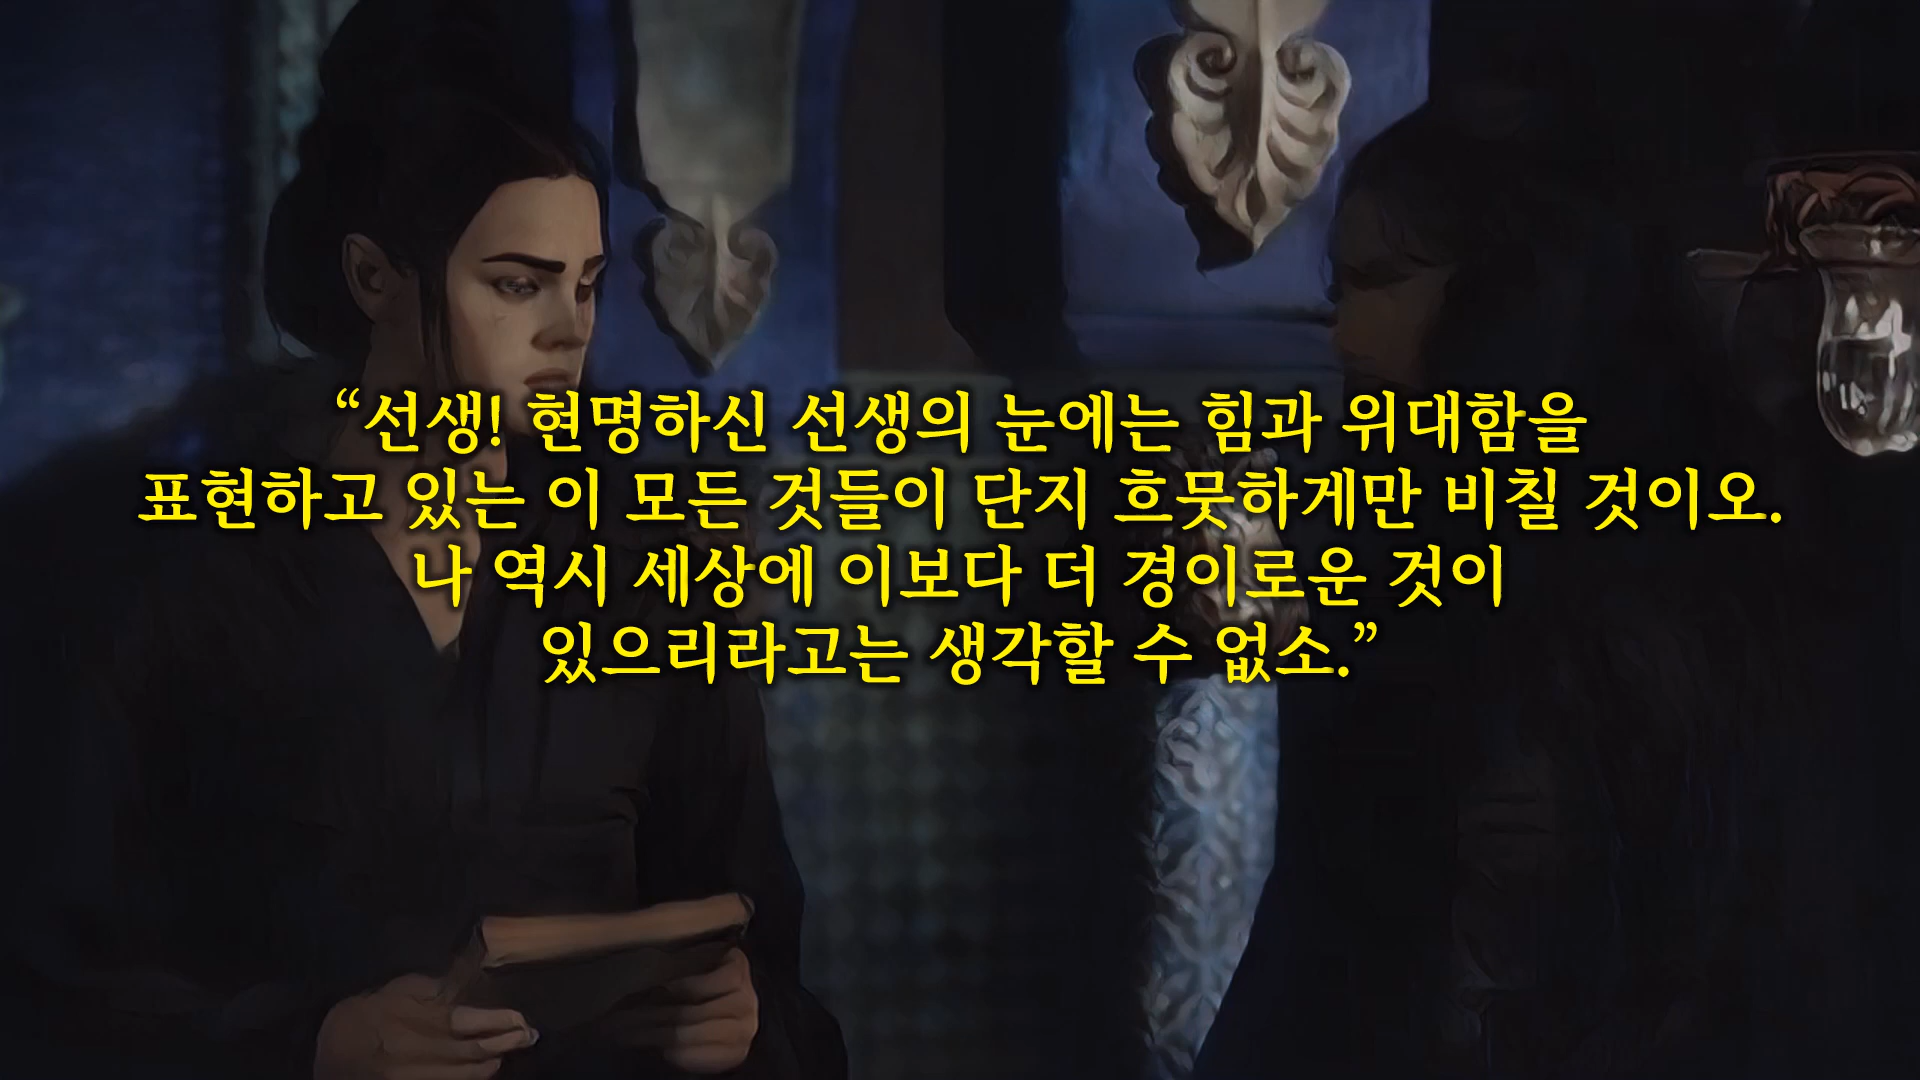 “선생! 현명하신 선생의 눈에는 힘과 위대함을
표현하고 있는 이 모든 것들이 단지 흐뭇하게만 비칠 것이오.
나 역시 세상에 이보다 더 경이로운 것이
있으리라고는 생각할 수 없소.”